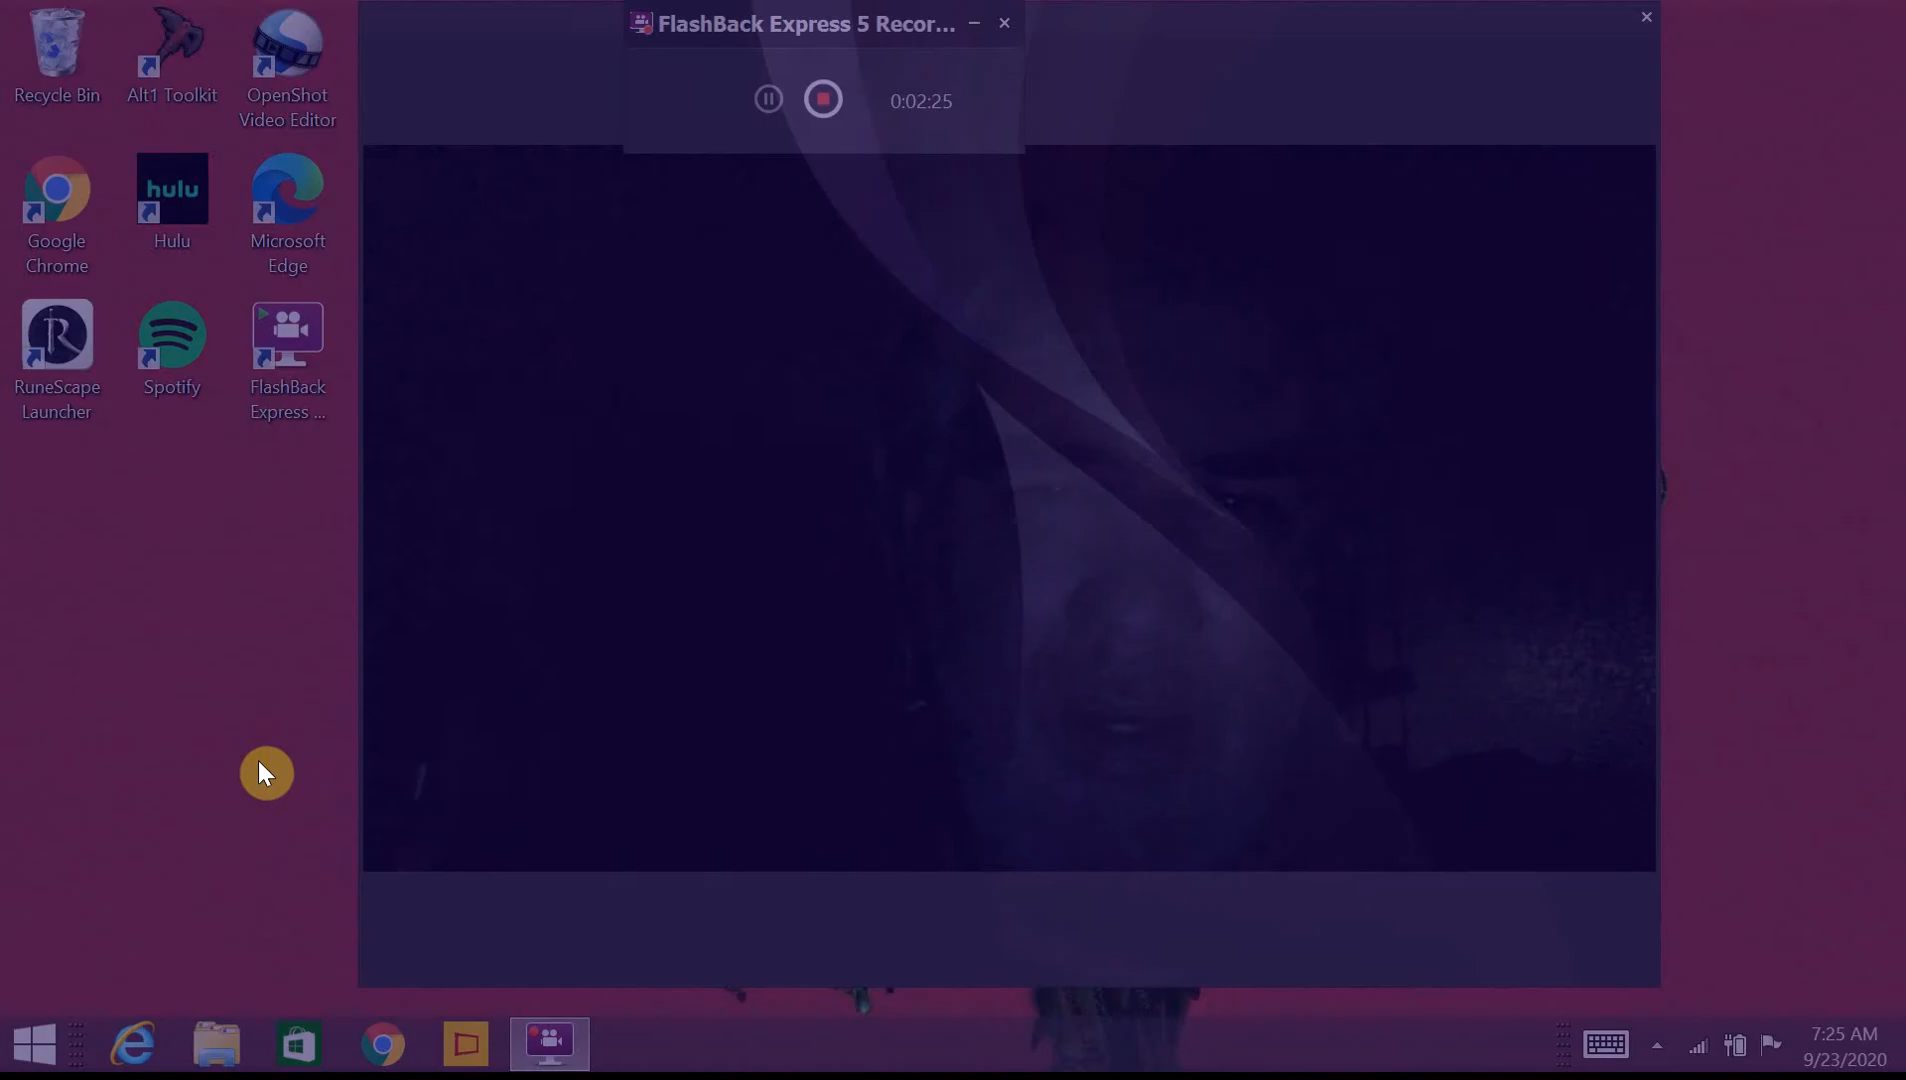 FlashBack Express 5 Recor...
0:02:25
Recycle Bin
Alt1 Toolkit
OpenShot
Video Editor
hulu
Google
Chrome
Hulu
Microsoft
Edge
R
RuneScape
Launcher
Spotify
FlashBack
Express ...
7:25 AM
9/23/2020